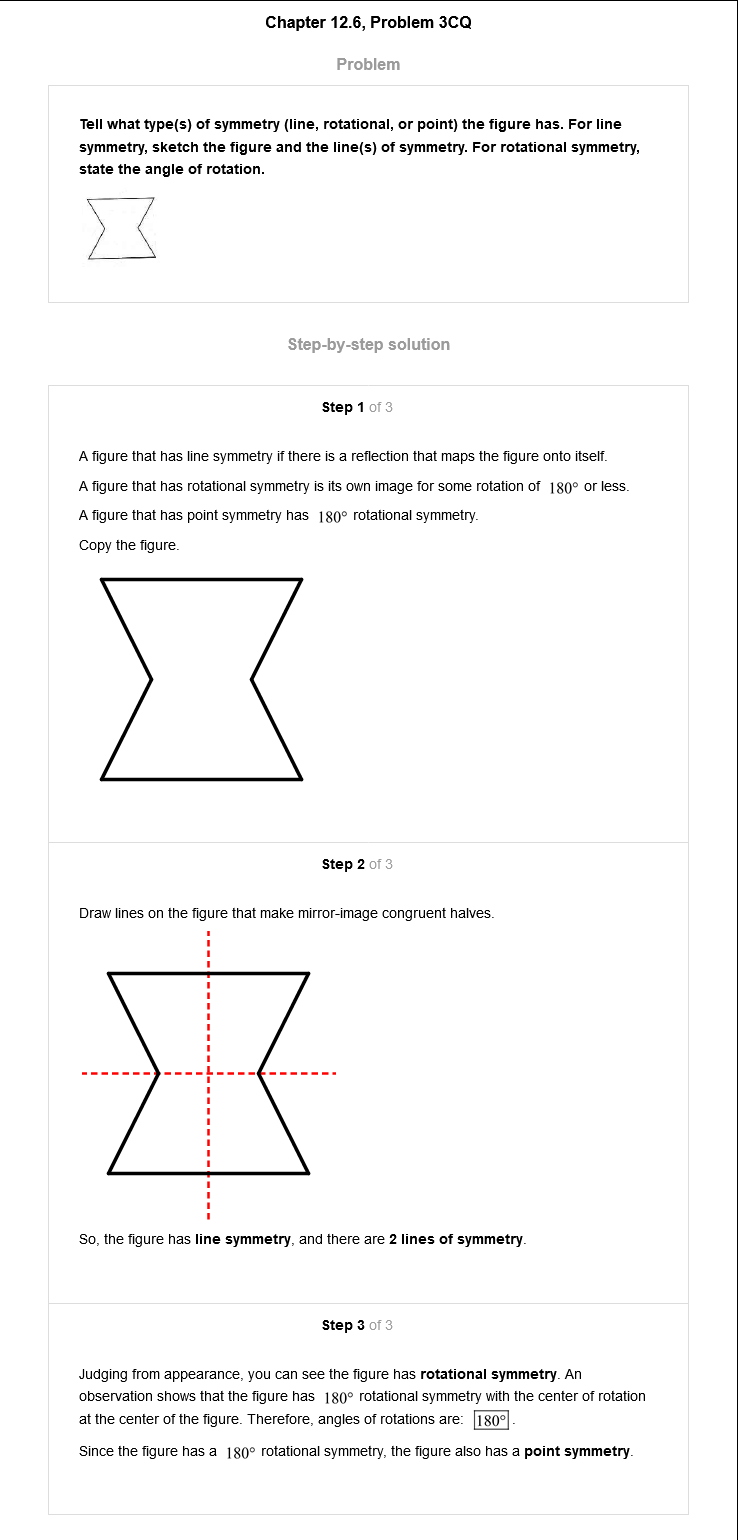 Chapter 12.6, Problem 3CQ
Problem
Tell what type(s) of symmetry (line, rotational, or point) the figure has. For line
symmetry, sketch the figure and the line(s) of symmetry. For rotational symmetry,
state the angle of rotation.
Step-by-step solution
Step 1 of 3
A figure that has line symmetry if there is a reflection that maps the figure onto itself.
A figure that has rotational symmetry is its own image for some rotation of 180° or less.
A figure that has point symmetry has 180° rotational symmetry.
Copy the figure.
Step 2 of 3
Draw lines on the figure that make mirror-image congruent halves.
So, the figure has line symmetry, and there are 2 lines of symmetry.
Step 3 of 3
Judging from appearance, you can see the figure has rotational symmetry. An
observation shows that the figure has 180° rotational symmetry with the center of rotation
at the center of the figure. Therefore, angles of rotations are: 180°.
Since the figure has a 180° rotational symmetry, the figure also has a point symmetry.